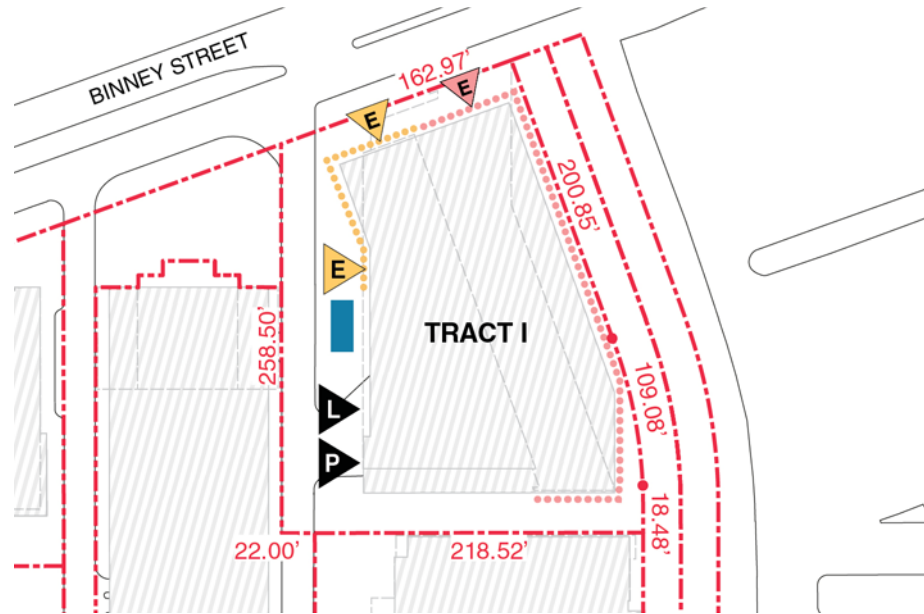 BINNEY STREET
162.97’
E
E
200.85’
E
TRACT I
258.50’
109.08’
L
P
18.48’
22.00’
218.52’